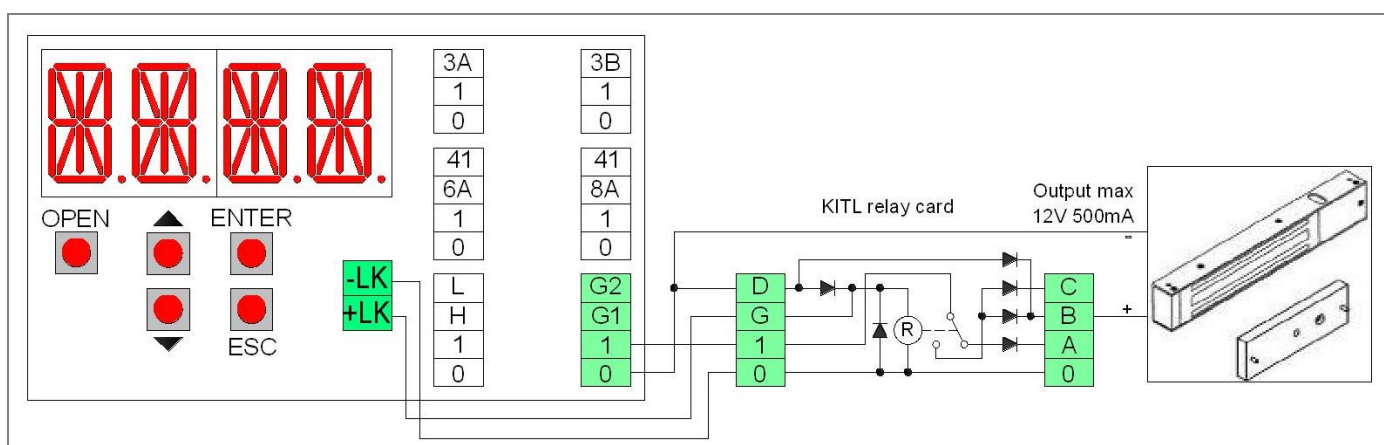 3A
1
0
3B
1
0
41
6A
1
0
41
8A
1
0
OPEN
ENTER
ESC
-LK
+LK
L
H
1
0
G2
G1
1
0
KITL relay card
Output max
12V 500mA
-
+
D
G
1
0
R
C
B
A
0